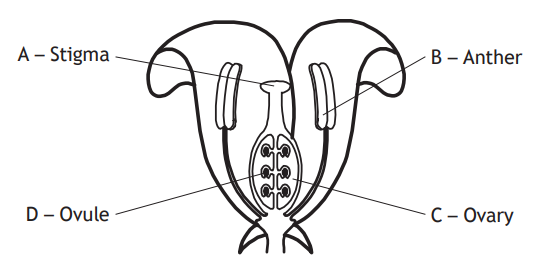 A – Stigma
B – Anther
D – Ovule
C – Ovary